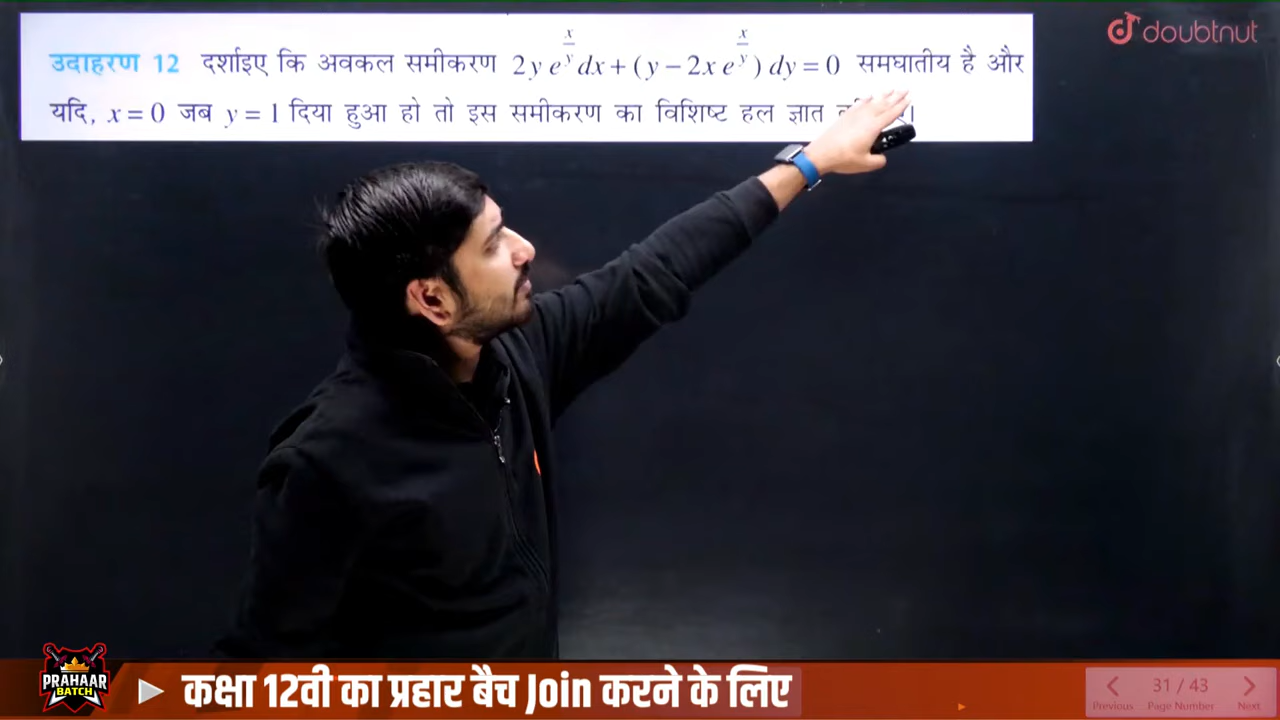 उदाहरण 12 दर्शाइए कि अवकल समीकरण 2y e^{x/y} dx + (y − 2x e^{x/y}) dy = 0 समघातीय है और
यदि, x = 0 जब y = 1 दिया हुआ हो तो इस समीकरण का विशिष्ट हल ज्ञात
doubtnut
PRAHAAR
BATCH
कक्षा 12वी का प्रहार बैच Join करने के लिए
31 / 43
Previous Page Number Next